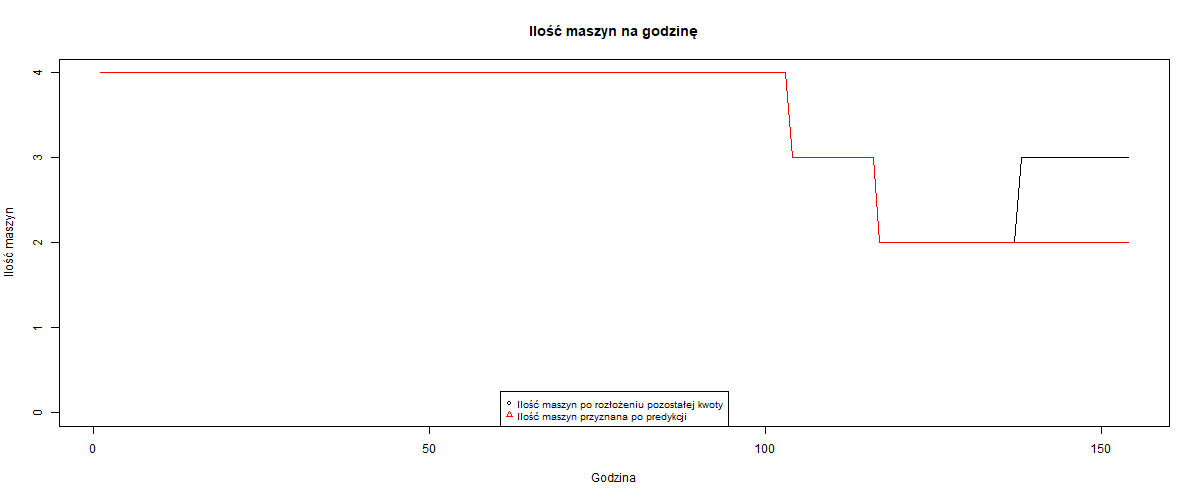 Ilość maszyn na godzinę
Ilość maszyn
4
3
2
1
0
Ilość maszyn po rozłożeniu pozostałej kwoty
Ilość maszyn przyznana po predykcji
0 50 100 150
Godzina